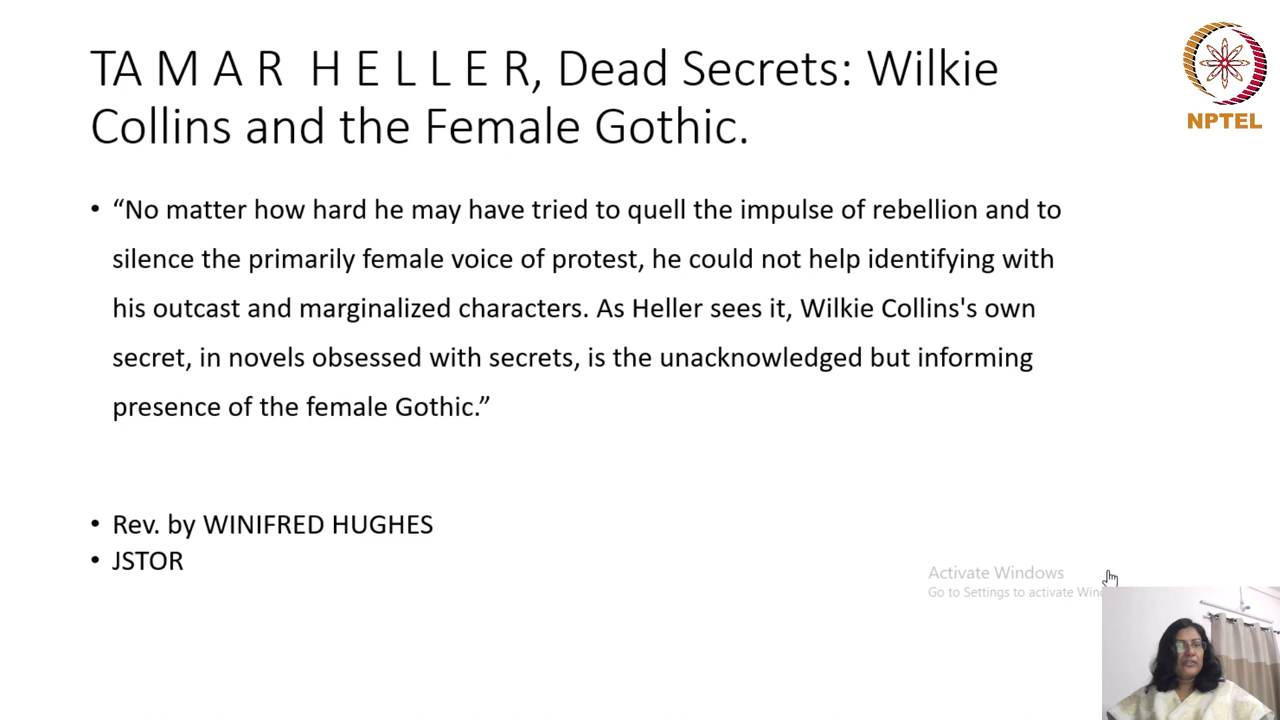 TA M A R H E L L E R, Dead Secrets: Wilkie
Collins and the Female Gothic.
NPTEL
• “No matter how hard he may have tried to quell the impulse of rebellion and to
silence the primarily female voice of protest, he could not help identifying with
his outcast and marginalized characters. As Heller sees it, Wilkie Collins's own
secret, in novels obsessed with secrets, is the unacknowledged but informing
presence of the female Gothic.”
• Rev. by WINIFRED HUGHES
• JSTOR
Activate Windows
Go to Settings to activate